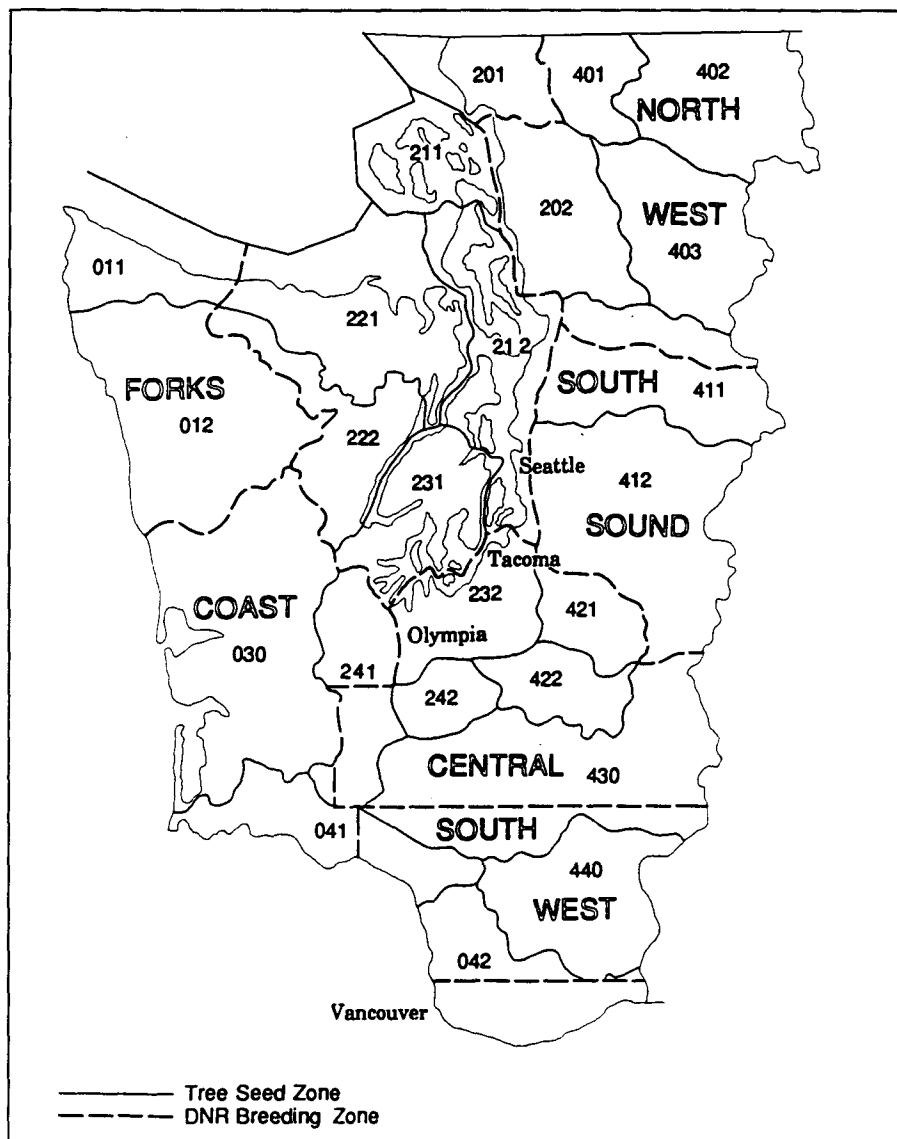 201
401
402
NORTH
211
202
WEST
403
011
221
212
SOUTH
411
FORKS
012
222
231
Seattle
412
SOUND
Tacoma
232
421
COAST
030
Olympia
241
242
422
CENTRAL
430
041
SOUTH
440
WEST
042
Vancouver
Tree Seed Zone
DNR Breeding Zone